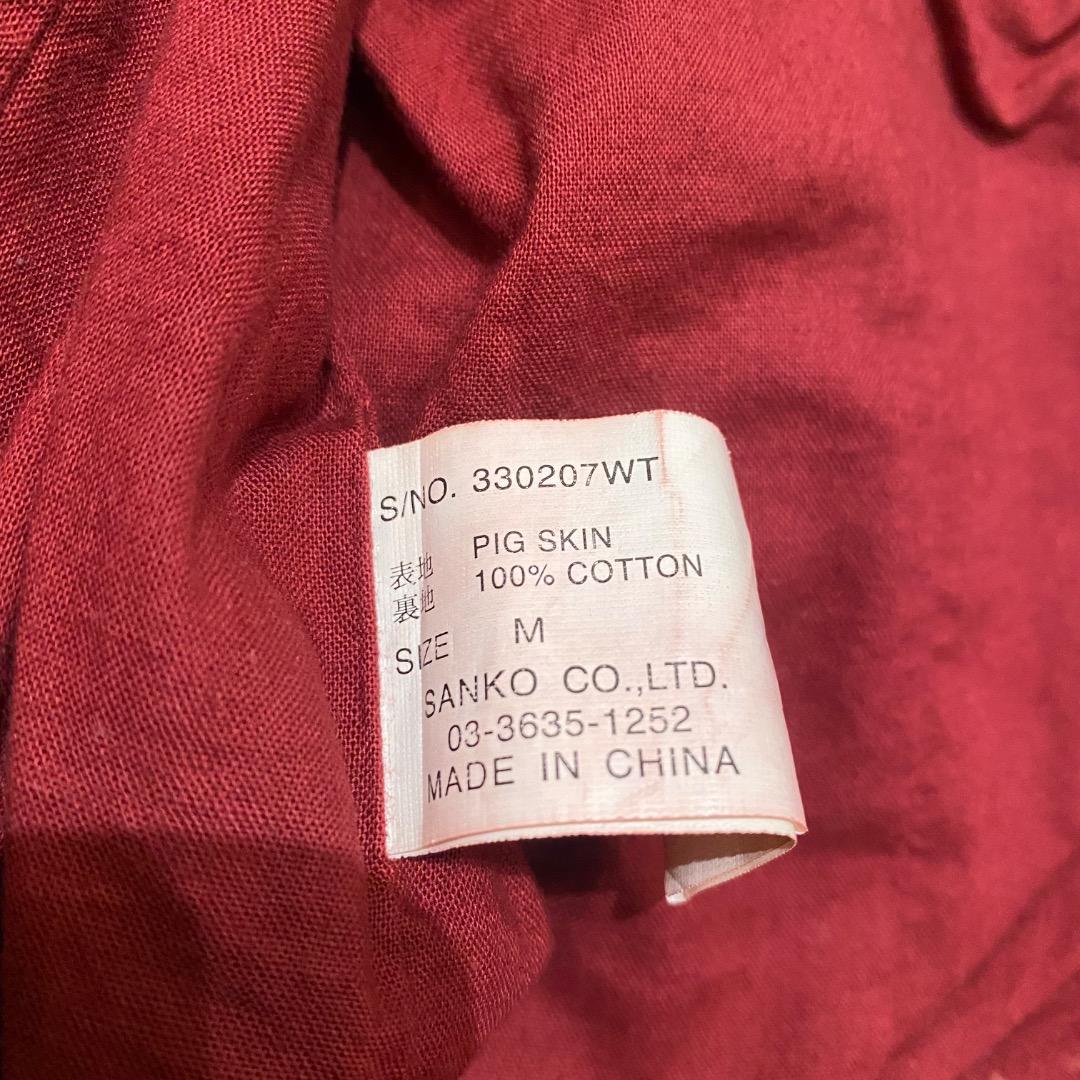 S/NO. 330207WT
表地 PIG SKIN
裏地 100% COTTON
SIZE M
SANKO CO.,LTD.
03-3635-1252
MADE IN CHINA